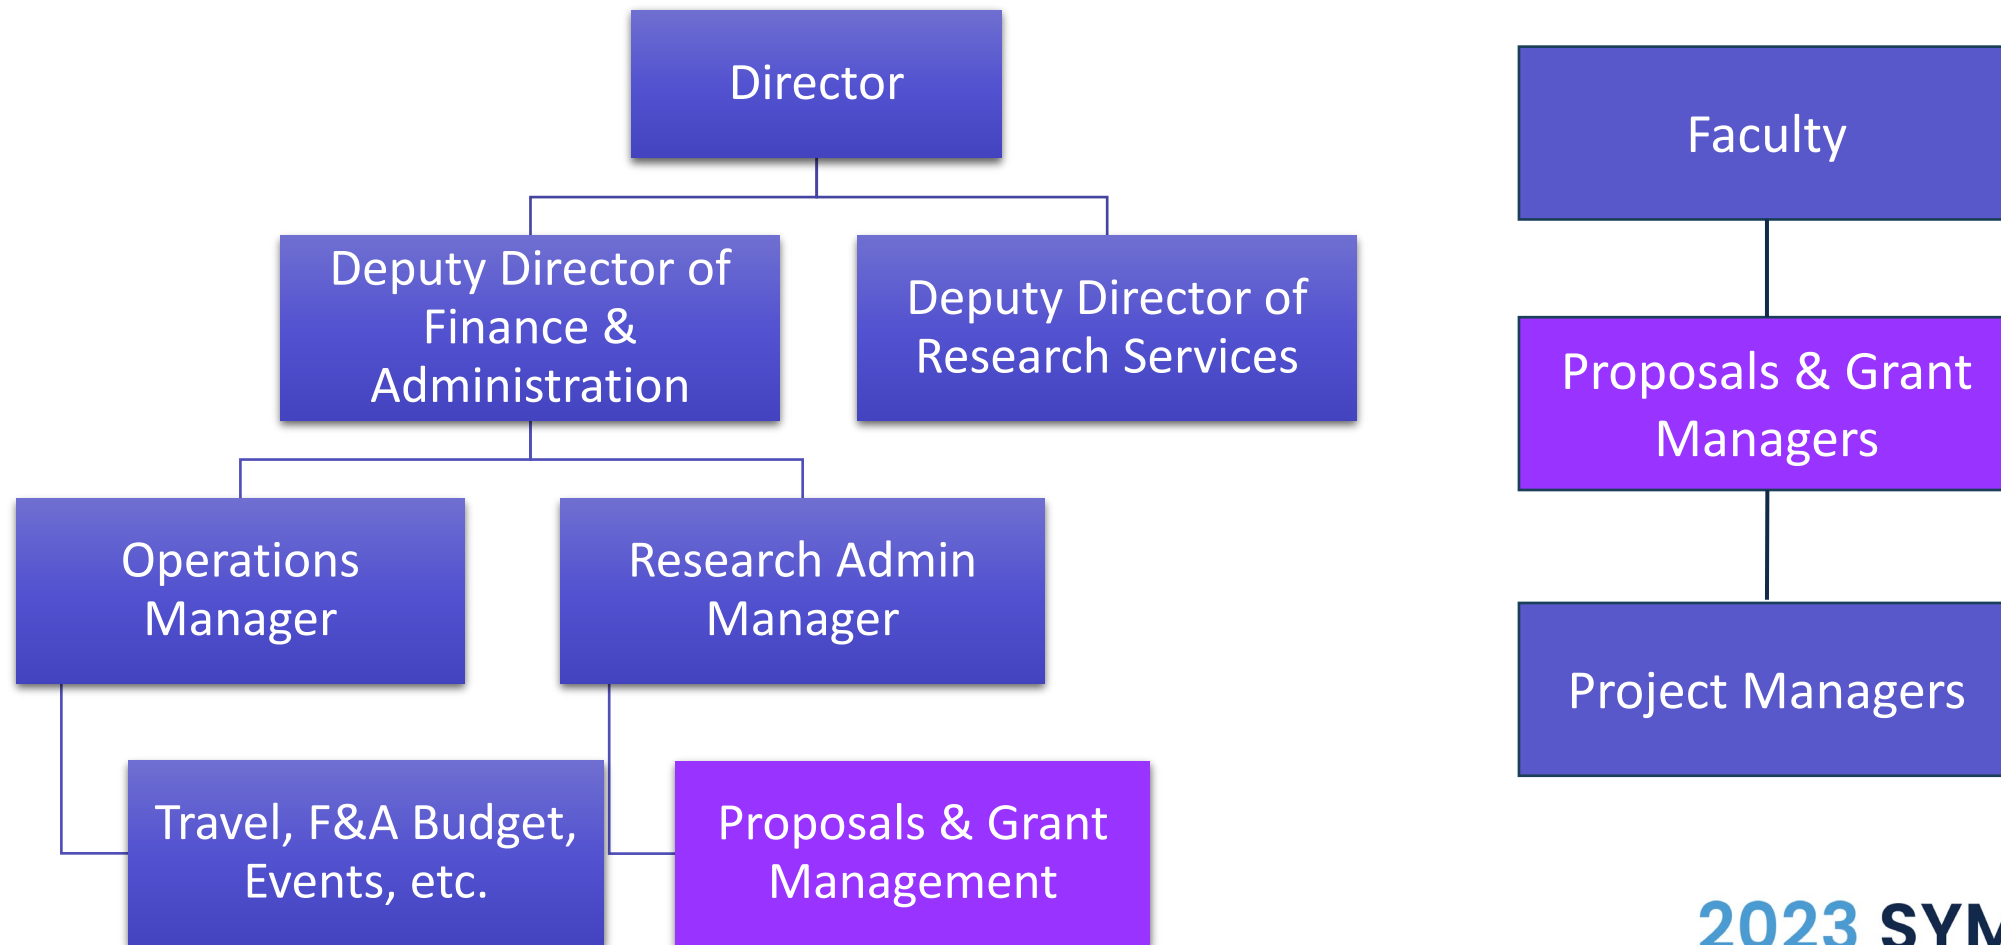 Director
Deputy Director of
Finance &
Administration
Deputy Director of
Research Services
Operations
Manager
Research Admin
Manager
Travel, F&A Budget,
Events, etc.
Proposals & Grant
Management
Faculty
Proposals & Grant
Managers
Project Managers
2023 SYM